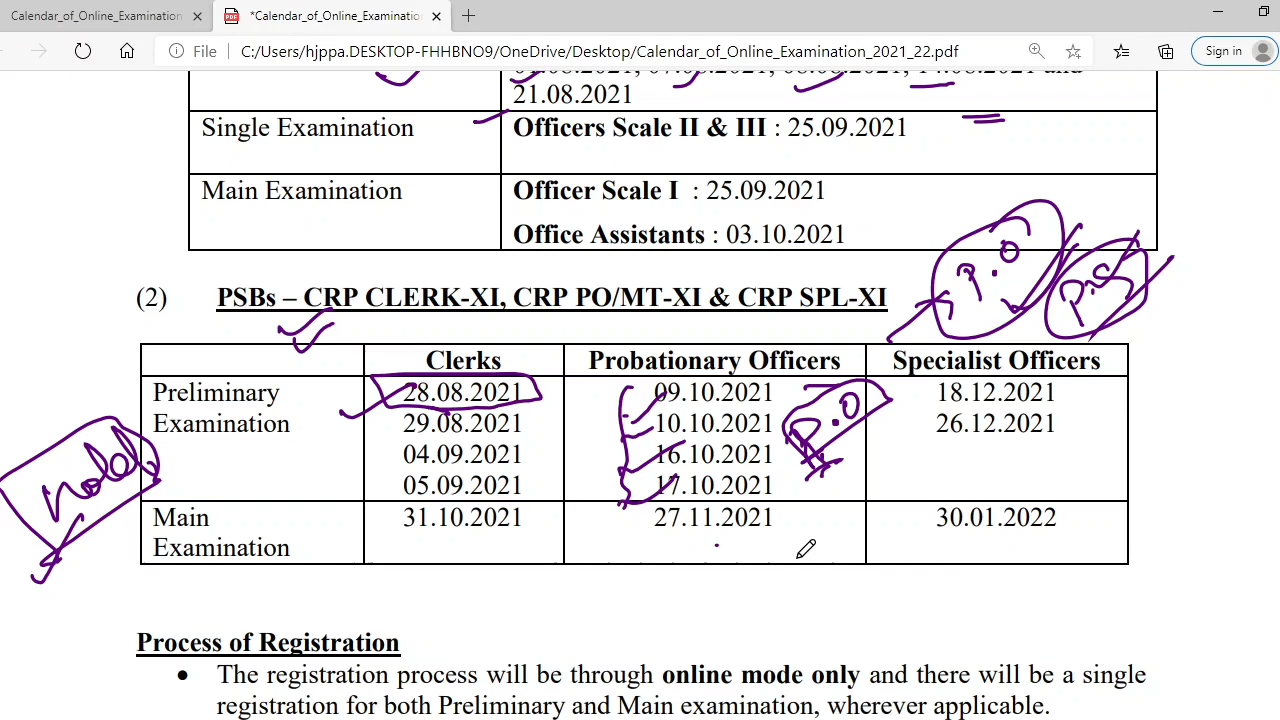 Calendar_of_Online_Examination
*Calendar_of_Online_Examinatio
File
C:/Users/hjppa.DESKTOP-FHHBNO9/OneDrive/Desktop/Calendar_of_Online_Examination_2021_22.pdf
Sign in
21.08.2021
Single Examination
Officers Scale II & III : 25.09.2021
Main Examination
Officer Scale I : 25.09.2021
Office Assistants : 03.10.2021
P.O
P.S
(2) PSBs – CRP CLERK-XI, CRP PO/MT-XI & CRP SPL-XI
Clerks Probationary Officers Specialist Officers
Preliminary 28.08.2021 09.10.2021 18.12.2021
Examination 29.08.2021 10.10.2021 26.12.2021
P.O
04.09.2021 16.10.2021
05.09.2021 17.10.2021
Main 31.10.2021 27.11.2021 30.01.2022
Examination
Process of Registration
• The registration process will be through online mode only and there will be a single
registration for both Preliminary and Main examination, wherever applicable.